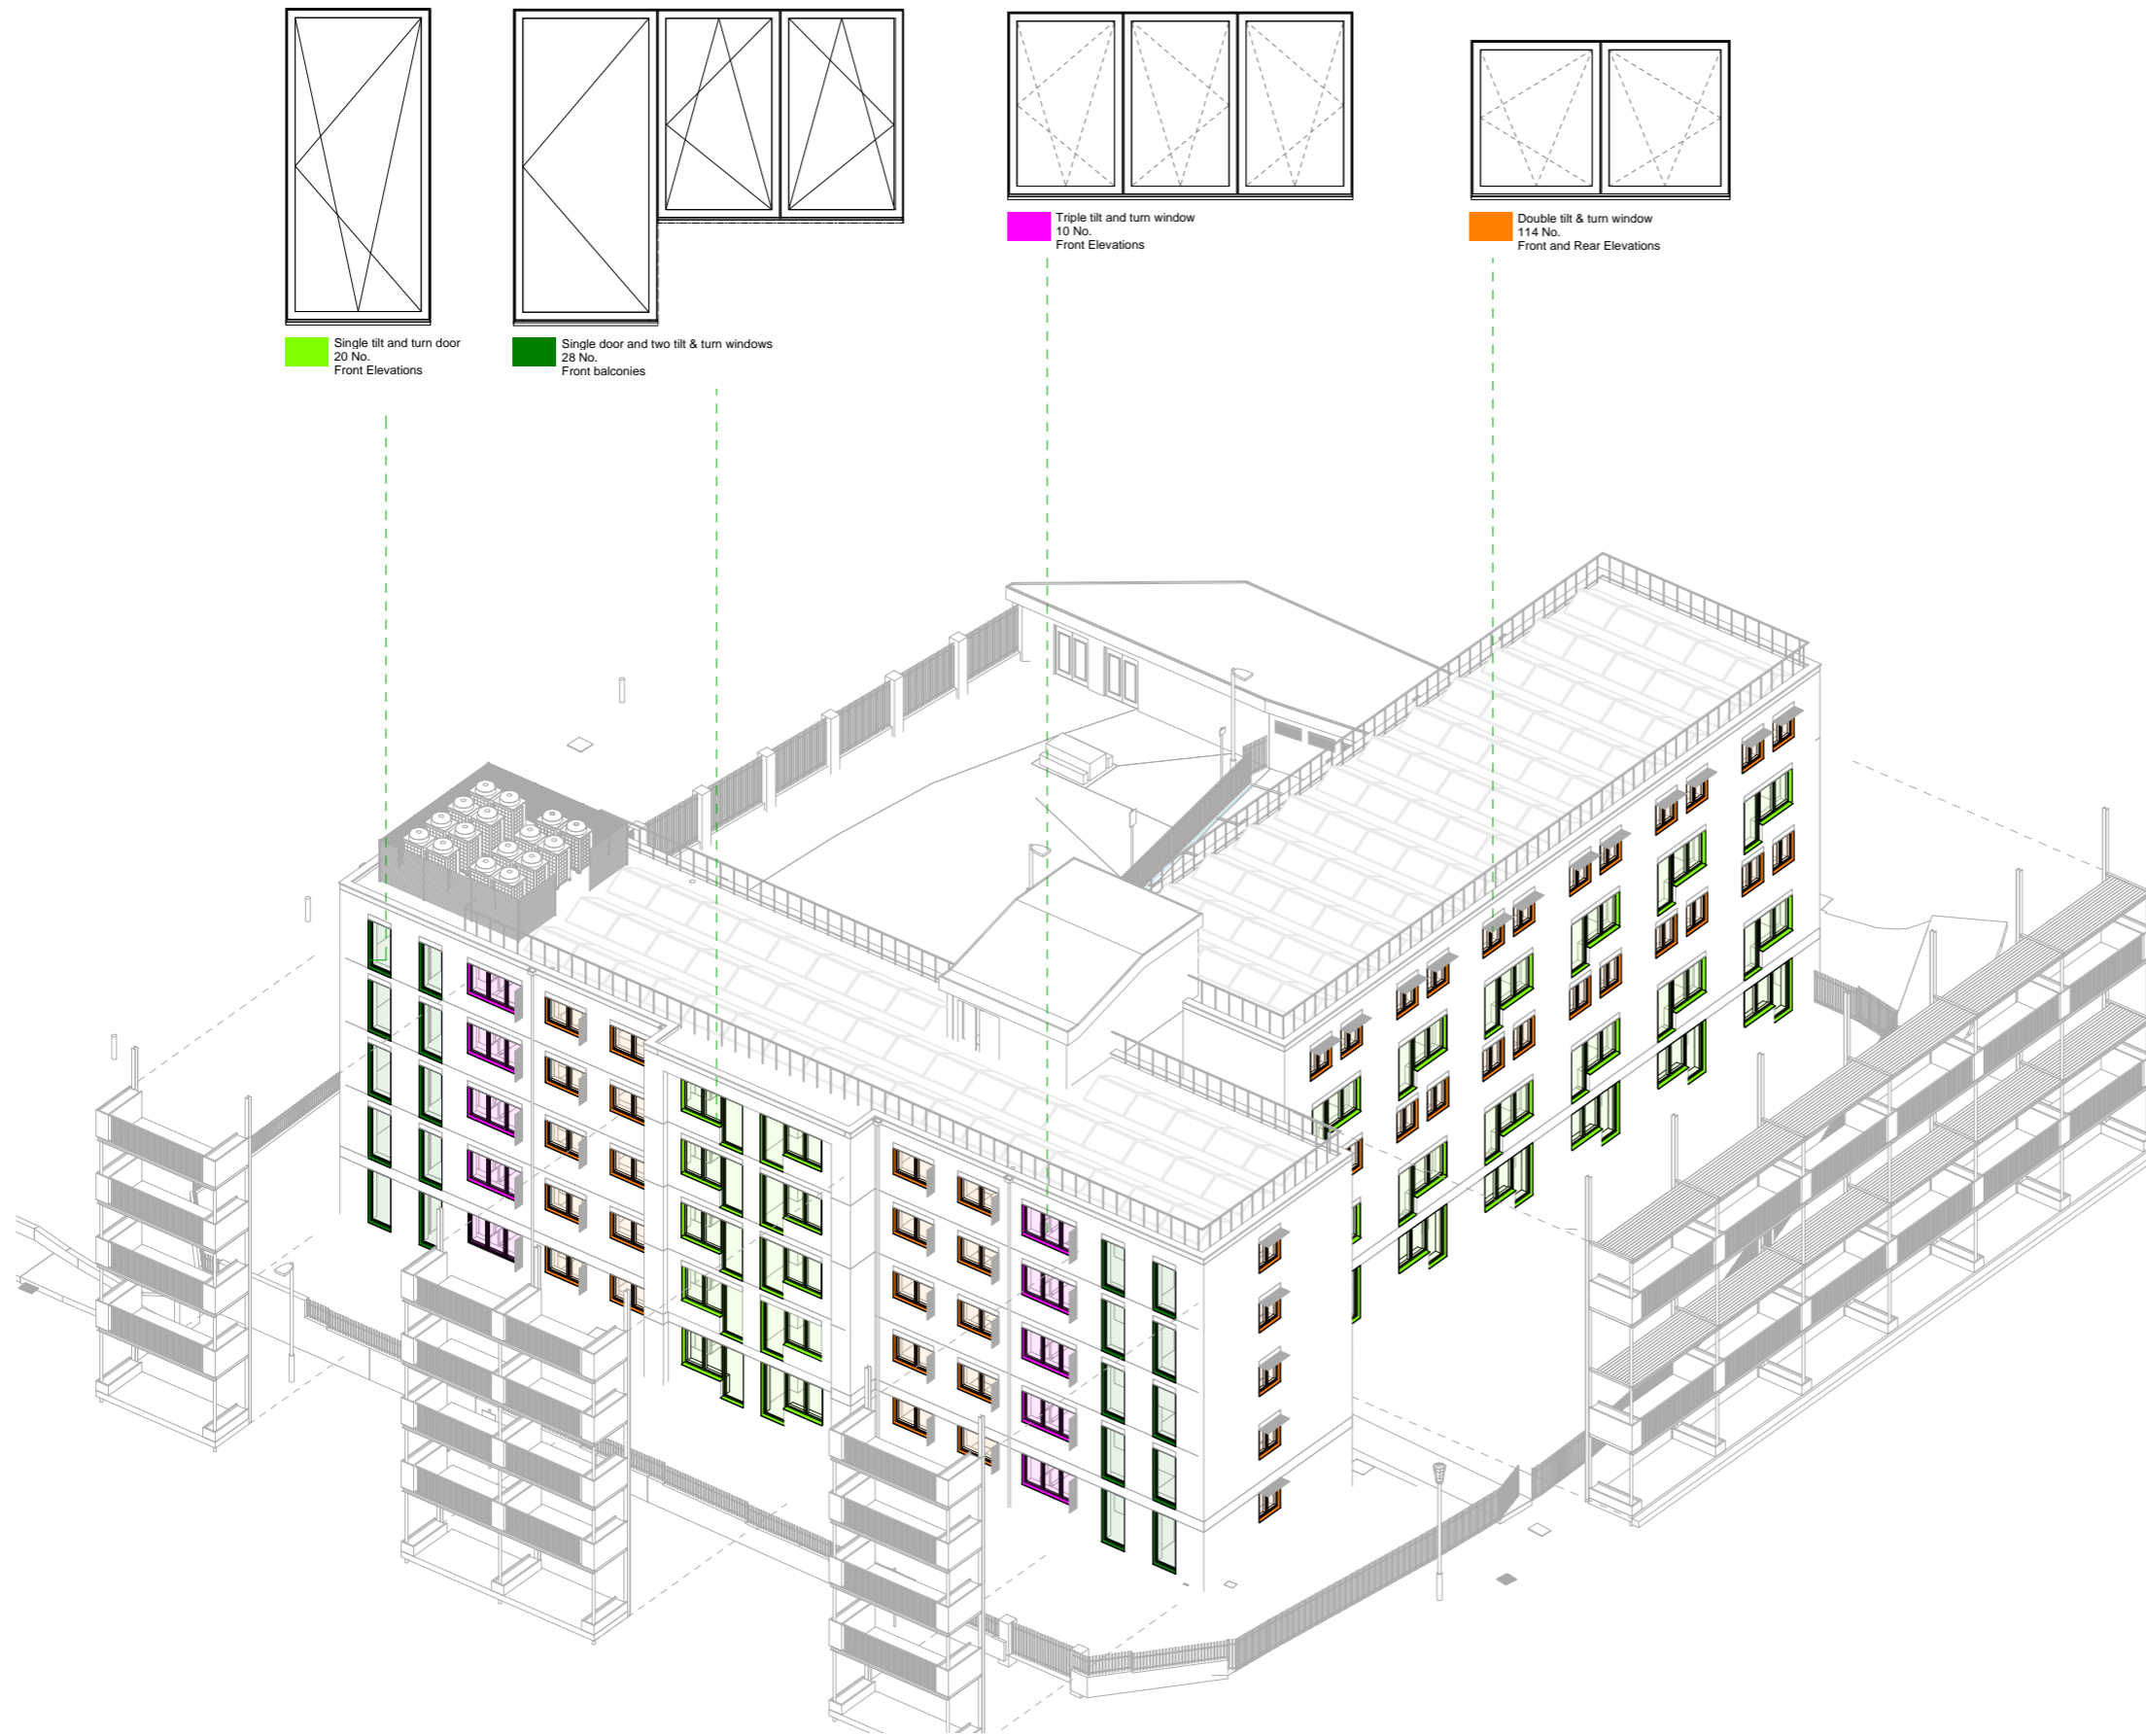 Single tilt and turn door
20 No.
Front Elevations
Single door and two tilt & turn windows
28 No.
Front balconies
Triple tilt and turn window
10 No.
Front Elevations
Double tilt & turn window
114 No.
Front and Rear Elevations